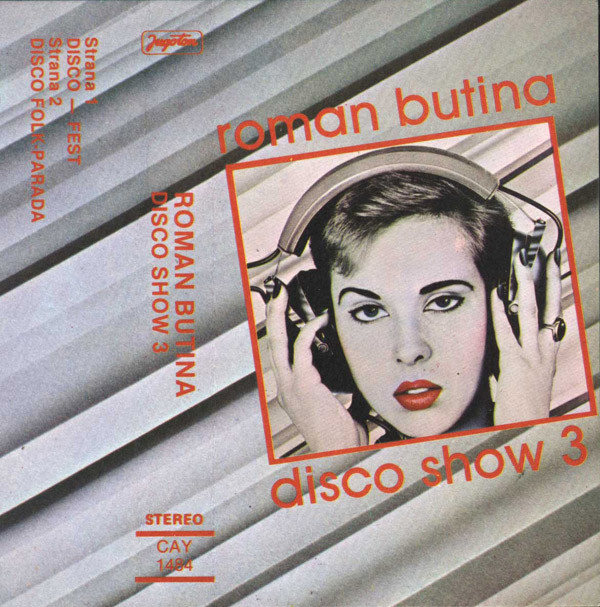 Strana 1
DISCO — FEST
Strana 2
DISCO FOLK-PARADA
Jugoton
ROMAN BUTINA
DISCO SHOW 3
STEREO
CAY
1484
roman butina
disco show 3